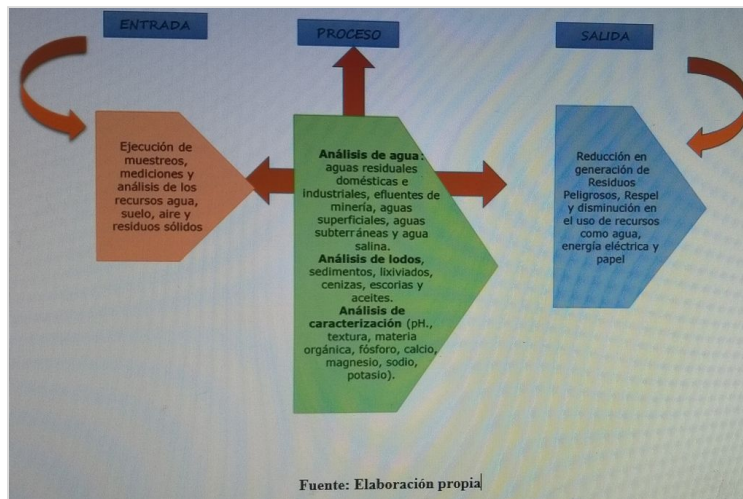 ENTRADA
PROCESO
SALIDA
Ejecución de
muestreos,
mediciones y
análisis de los
recursos agua,
suelo, aire y
residuos sólidos
Análisis de agua:
aguas residuales
domésticas e
industriales, efluentes de
minería, aguas
superficiales, aguas
subterráneas y agua
salina.
Análisis de lodos,
sedimentos, lixiviados,
cenizas, escorias y
aceites.
Análisis de
caracterización (pH.,
textura, materia
orgánica, fósforo, calcio,
magnesio, sodio,
potasio).
Reducción en
generación de
Residuos
Peligrosos, Respel
y disminución en
el uso de recursos
como agua,
energía eléctrica y
papel
Fuente: Elaboración propia